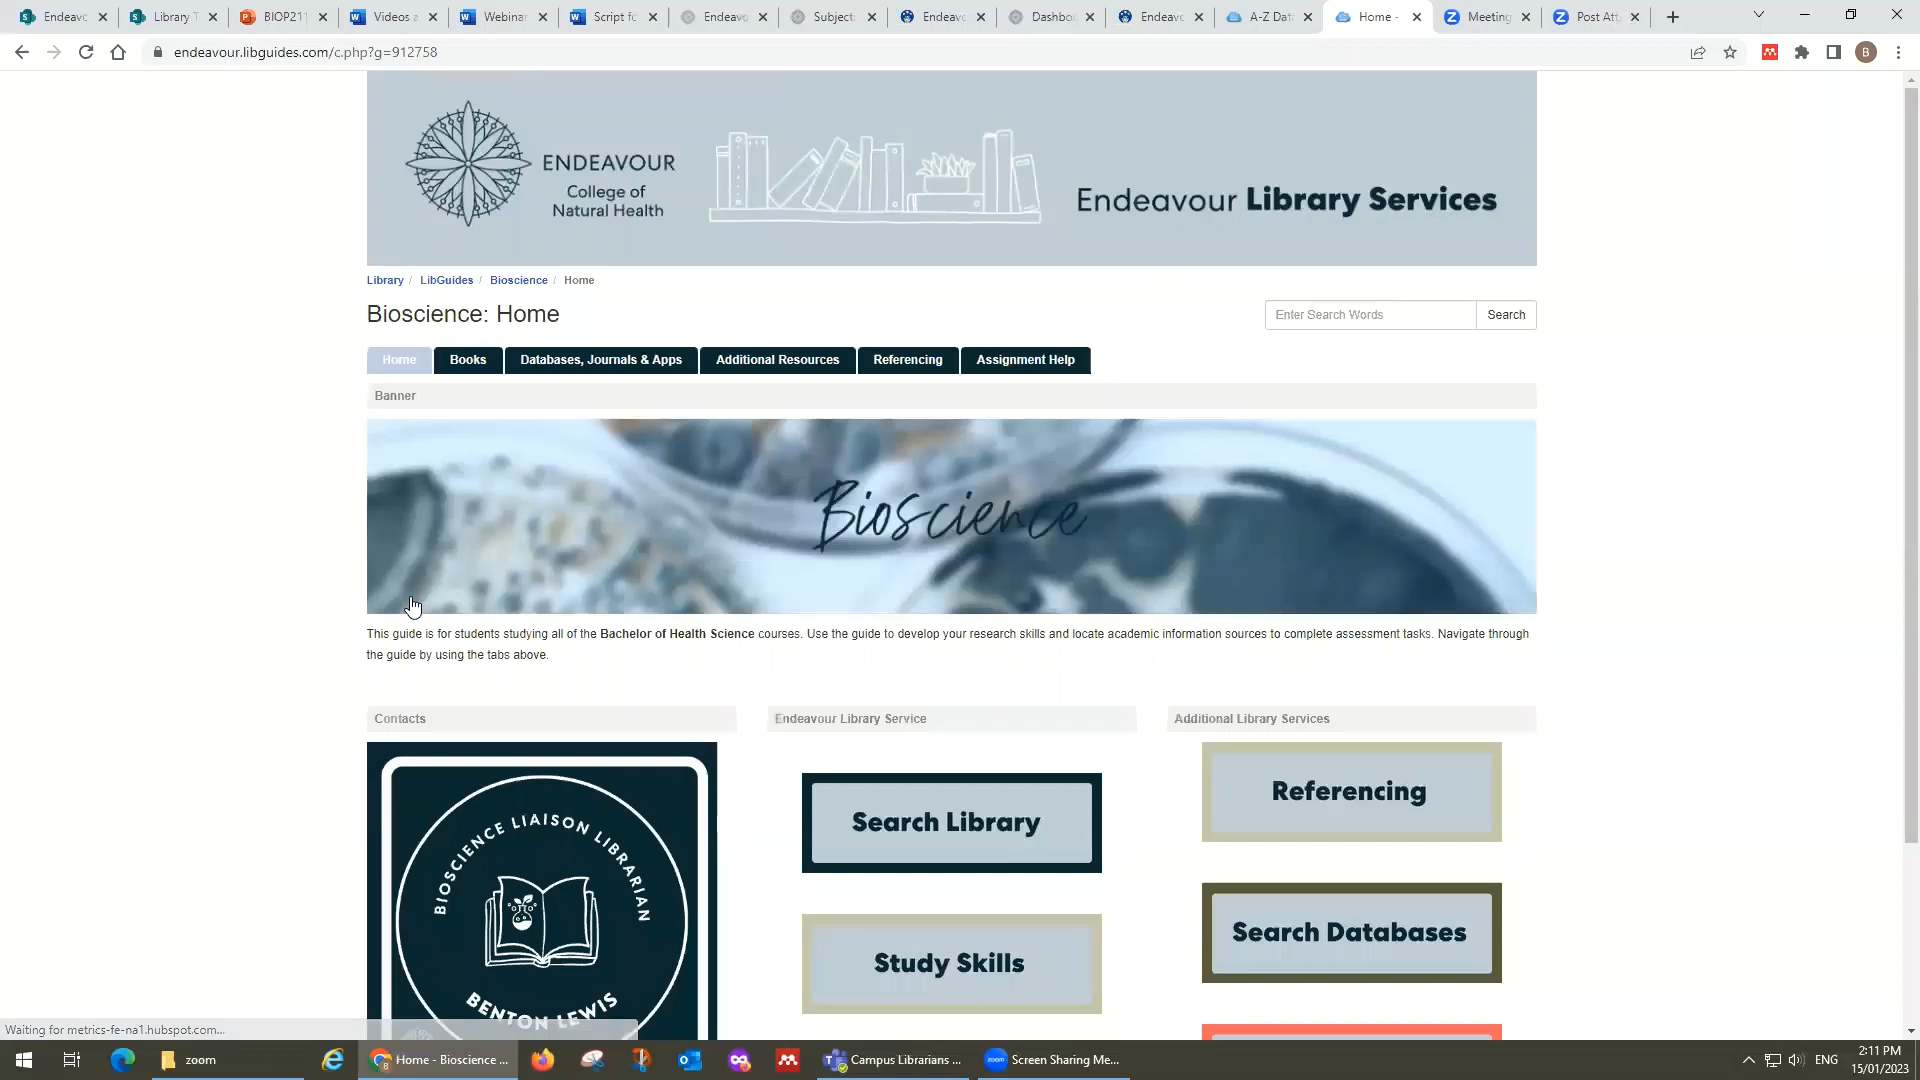 Endeavo
Library T
BIOP211
Videos a
Webinar
Script fo
Endeavo
Subject
Endeavo
Dashbo
Endeavo
A-Z Dat
Home -
Meeting
Post Att
endeavour.libguides.com/c.php?g=912758
B
ENDEAVOUR
College of
Natural Health
Endeavour Library Services
Library / LibGuides / Bioscience / Home
Bioscience: Home
Enter Search Words
Search
Home
Books
Databases, Journals & Apps
Additional Resources
Referencing
Assignment Help
Banner
Bioscience
This guide is for students studying all of the Bachelor of Health Science courses. Use the guide to develop your research skills and locate academic information sources to complete assessment tasks. Navigate through
the guide by using the tabs above.
Contacts
BIOSCIENCE LIAISON LIBRARIAN
BENTON LEWIS
Endeavour Library Service
Search Library
Study Skills
Additional Library Services
Referencing
Search Databases
Waiting for metrics-fe-na1.hubspot.com...
zoom
Home - Bioscience ...
Campus Librarians ...
zoom
Screen Sharing Me...
ENG
2:11 PM
15/01/2023